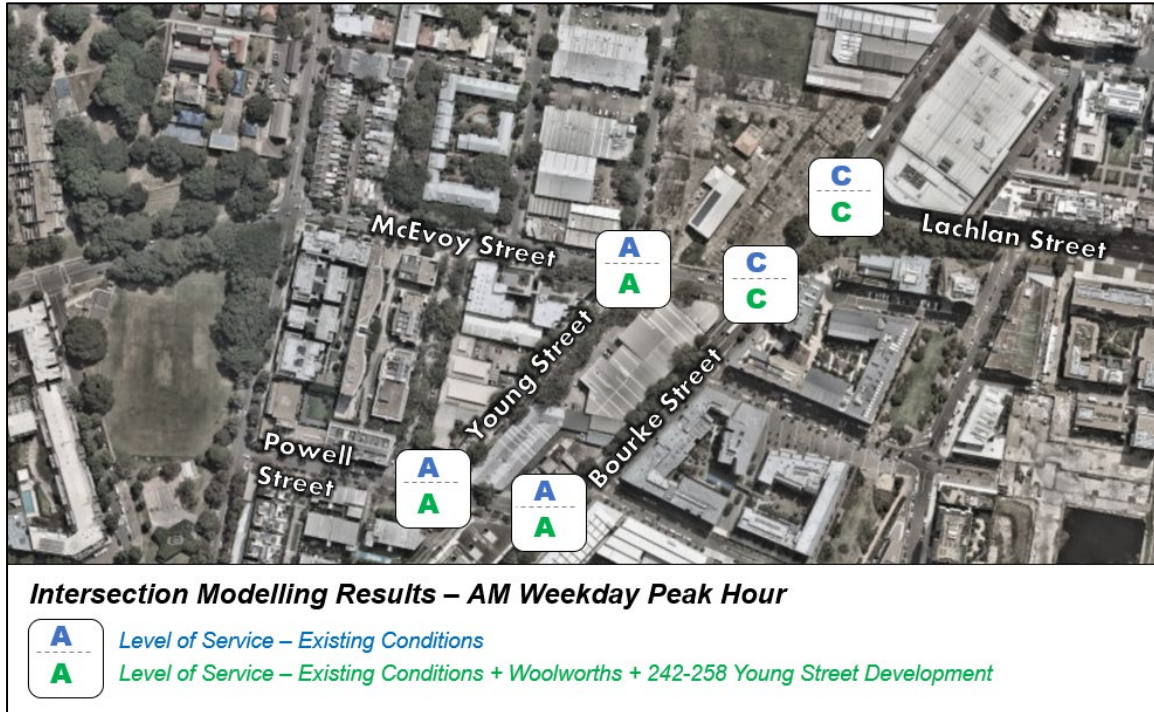 C
C
Lachlan Street
McEvoy Street
A
A
C
C
Young Street
Bourke Street
Powell
Street
A
A
A
A
Intersection Modelling Results – AM Weekday Peak Hour
A
Level of Service – Existing Conditions
A
Level of Service – Existing Conditions + Woolworths + 242-258 Young Street Development